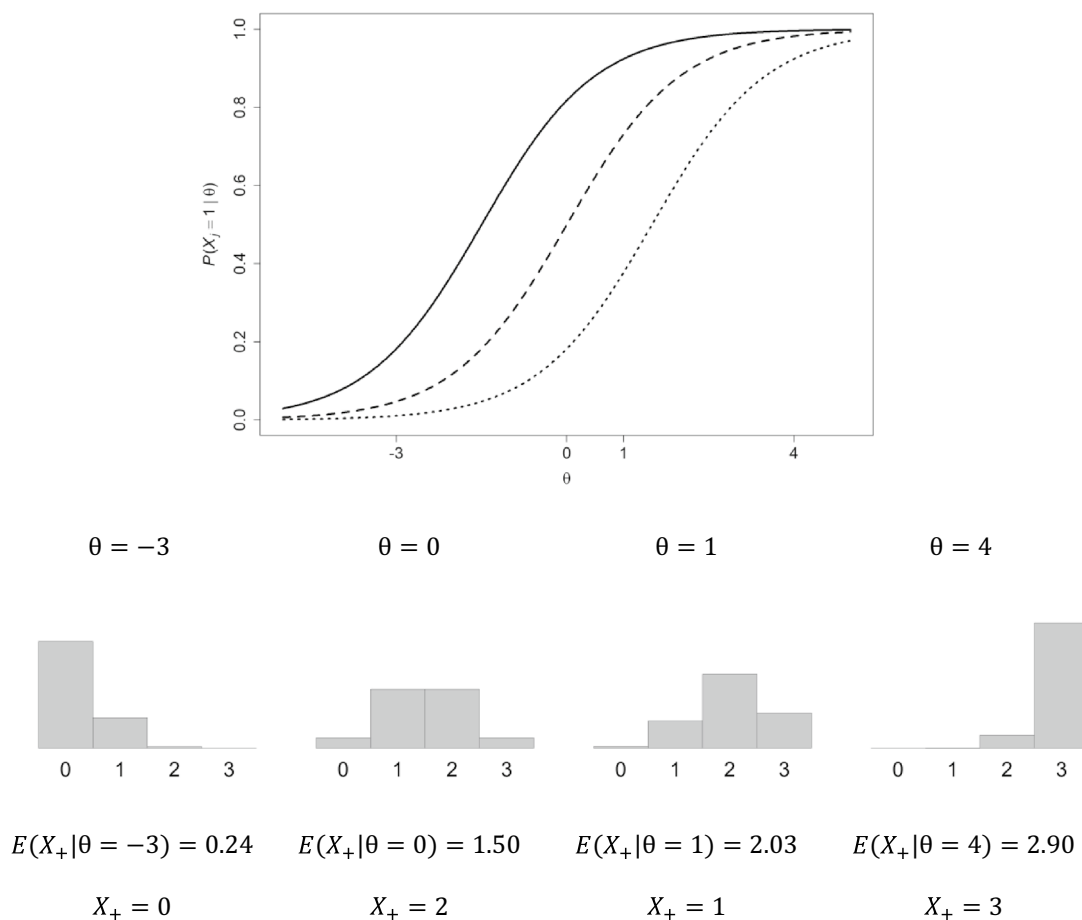 1.0
0.8
0.6
0.4
0.2
0.0
P(X_j = 1 | θ)
-3 0 1 4
θ
θ = −3 θ = 0 θ = 1 θ = 4
0 1 2 3 0 1 2 3 0 1 2 3 0 1 2 3
E(X₊|θ = −3) = 0.24 E(X₊|θ = 0) = 1.50 E(X₊|θ = 1) = 2.03 E(X₊|θ = 4) = 2.90
X₊ = 0 X₊ = 2 X₊ = 1 X₊ = 3